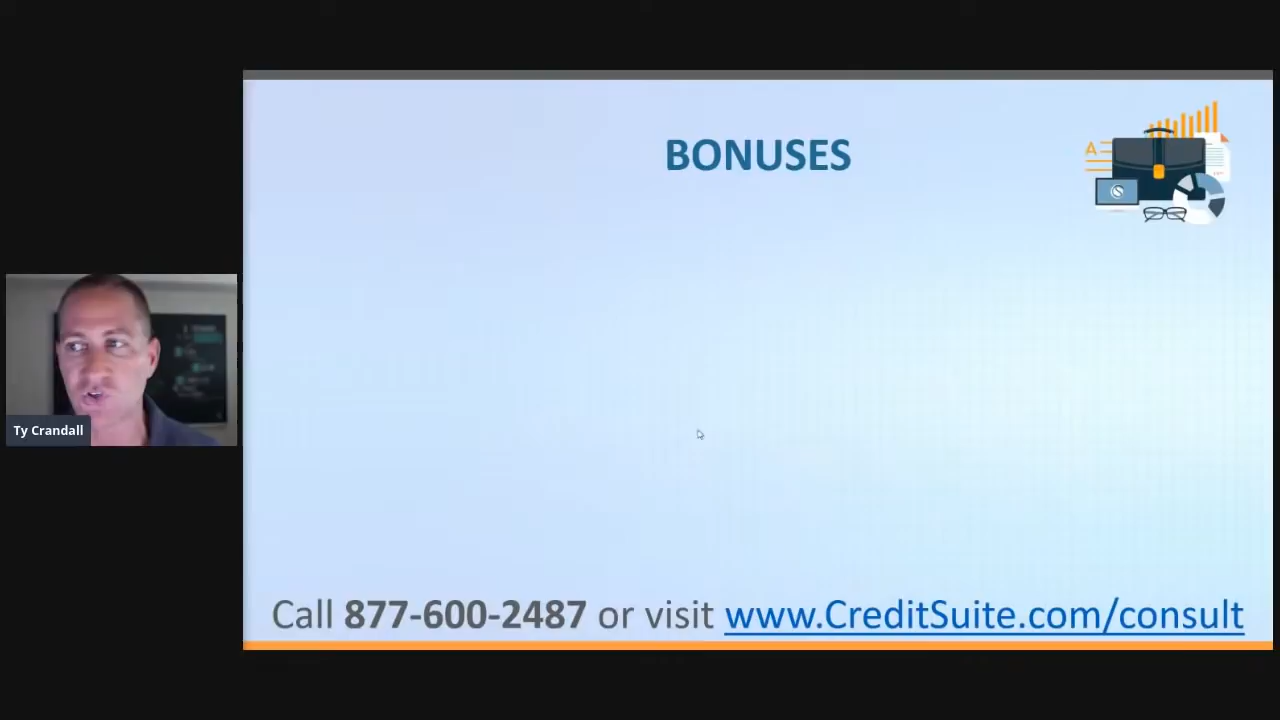 BONUSES
A
Ty Crandall
Call 877-600-2487 or visit www.CreditSuite.com/consult